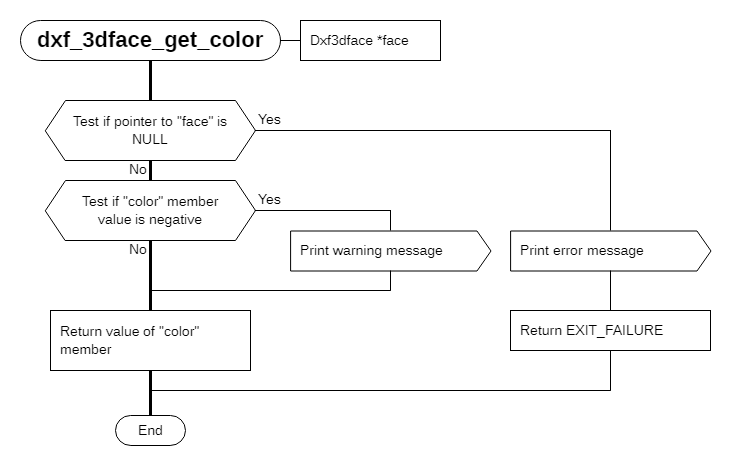 dxf_3dface_get_color
Dxf3dface *face
Test if pointer to "face" is
NULL
Yes
No
Test if "color" member
value is negative
Yes
No
Print warning message
Print error message
Return value of "color"
member
Return EXIT_FAILURE
End